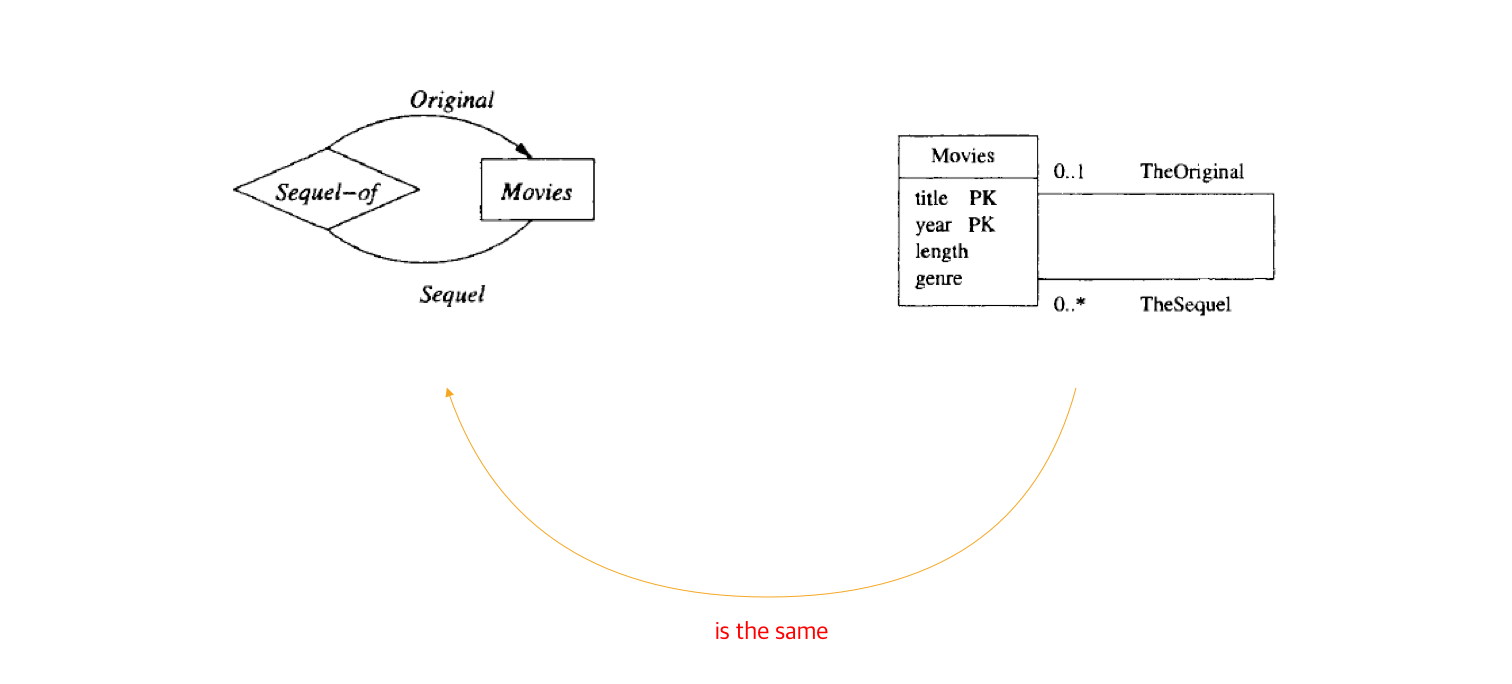 Original
Sequel-of
Movies
Sequel
Movies
title PK
year PK
length
genre
0..1 TheOriginal
0..* TheSequel
is the same